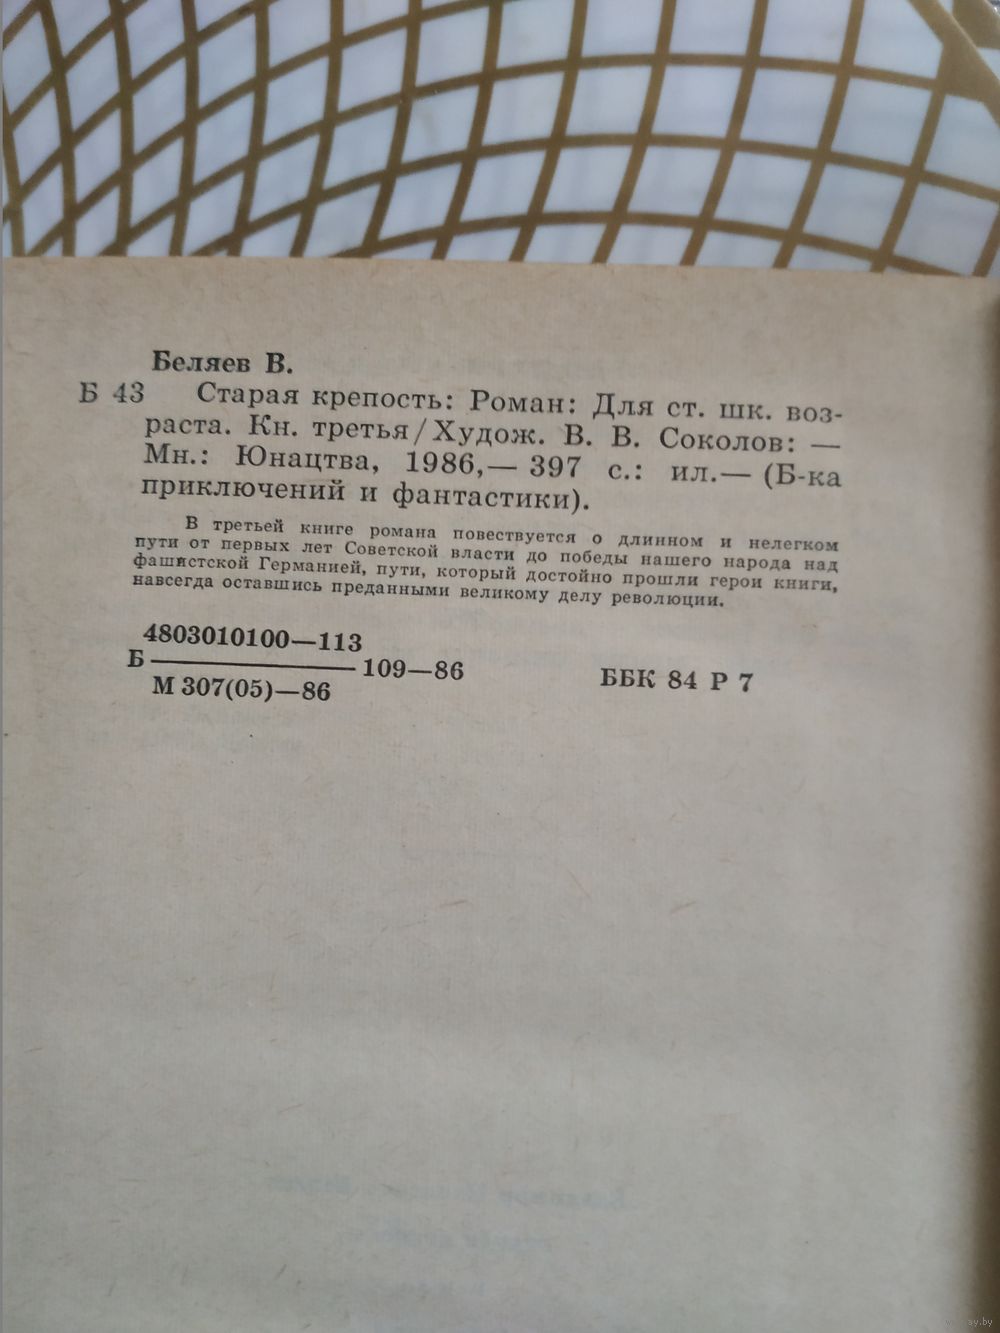 Беляев В.
Б 43 Старая крепость: Роман: Для ст. шк. воз-
раста. Кн. третья/Худож. В. В. Соколов: —
Мн.: Юнацтва, 1986,— 397 с.: ил.— (Б-ка
приключений и фантастики).
В третьей книге романа повествуется о длинном и нелегком
пути от первых лет Советской власти до победы нашего народа над
фашистской Германией, пути, который достойно прошли герои книги,
навсегда оставшись преданными великому делу революции.
4803010100—113
Б 109—86
М 307(05)—86
ББК 84 Р 7